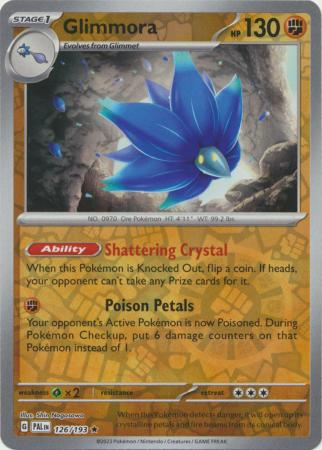 STAGE 1
Glimmora
HP 130
Evolves from Glimmet
NO. 0970 Ore Pokémon HT: 4'11" WT: 99.2 lbs.
Ability Shattering Crystal
When this Pokémon is Knocked Out, flip a coin. If heads,
your opponent can't take any Prize cards for it.
Poison Petals
Your opponent's Active Pokémon is now Poisoned. During
Pokémon Checkup, put 6 damage counters on that
Pokémon instead of 1.
weakness ×2 resistance retreat
Illus. Shin Nagasawa
G PAL EN 126/193 ★
When this Pokémon detects danger, it will open up its
crystalline petals and fire beams from its conical body.
©2023 Pokémon / Nintendo / Creatures / GAME FREAK